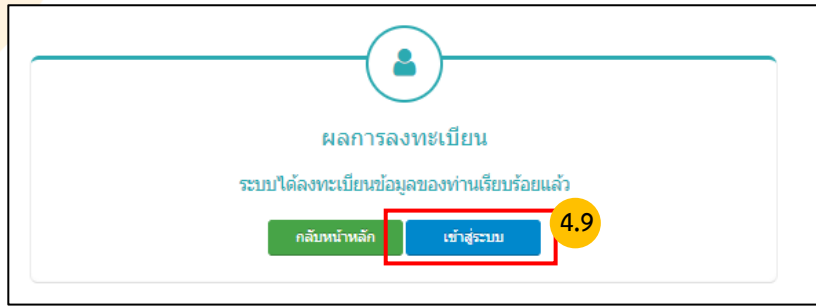 ผลการลงทะเบียน
ระบบได้ลงทะเบียนข้อมูลของท่านเรียบร้อยแล้ว
กลับหน้าหลัก เข้าสู่ระบบ 4.9